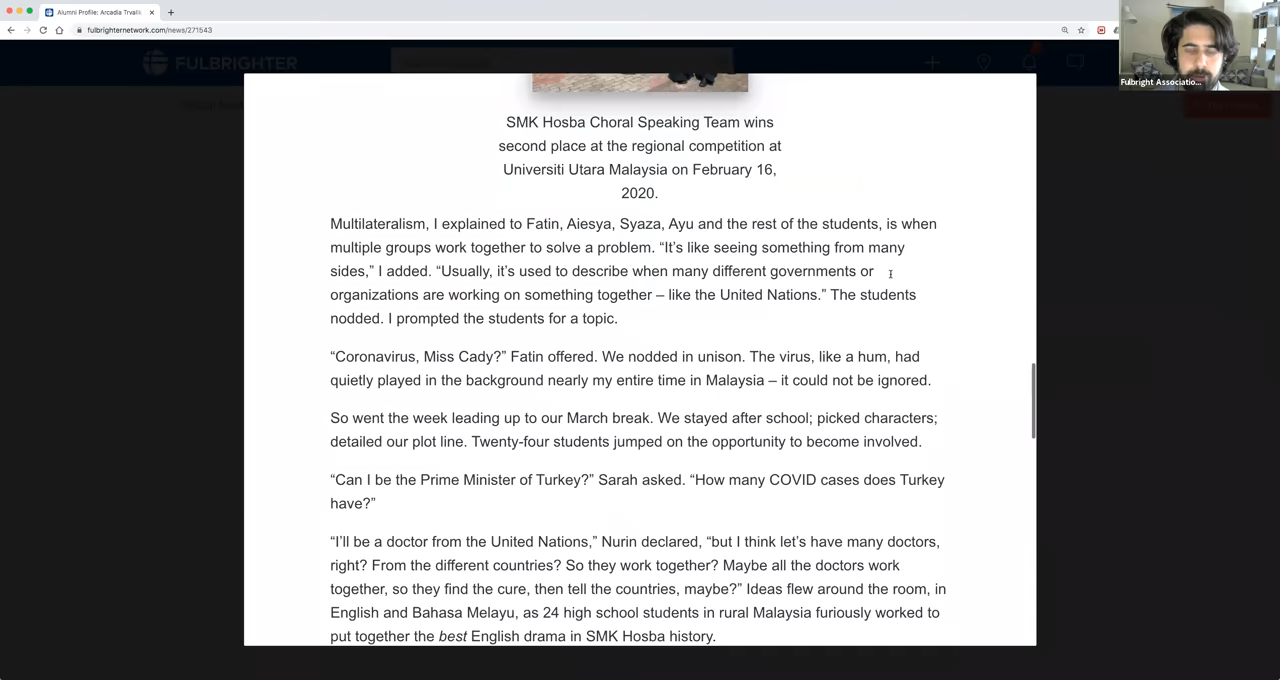 Alumni Profile: Arcadia
fulbrighternetwork.com/news/271543
FULBRIGHTER
Fulbright Associatio...
SMK Hosba Choral Speaking Team wins
second place at the regional competition at
Universiti Utara Malaysia on February 16,
2020.
Multilateralism, I explained to Fatin, Aiesya, Syaza, Ayu and the rest of the students, is when
multiple groups work together to solve a problem. “It’s like seeing something from many
sides,” I added. “Usually, it’s used to describe when many different governments or
organizations are working on something together – like the United Nations.” The students
nodded. I prompted the students for a topic.
“Coronavirus, Miss Cady?” Fatin offered. We nodded in unison. The virus, like a hum, had
quietly played in the background nearly my entire time in Malaysia – it could not be ignored.
So went the week leading up to our March break. We stayed after school; picked characters;
detailed our plot line. Twenty-four students jumped on the opportunity to become involved.
“Can I be the Prime Minister of Turkey?” Sarah asked. “How many COVID cases does Turkey
have?”
“I’ll be a doctor from the United Nations,” Nurin declared, “but I think let’s have many doctors,
right? From the different countries? So they work together? Maybe all the doctors work
together, so they find the cure, then tell the countries, maybe?” Ideas flew around the room, in
English and Bahasa Melayu, as 24 high school students in rural Malaysia furiously worked to
put together the best English drama in SMK Hosba history.